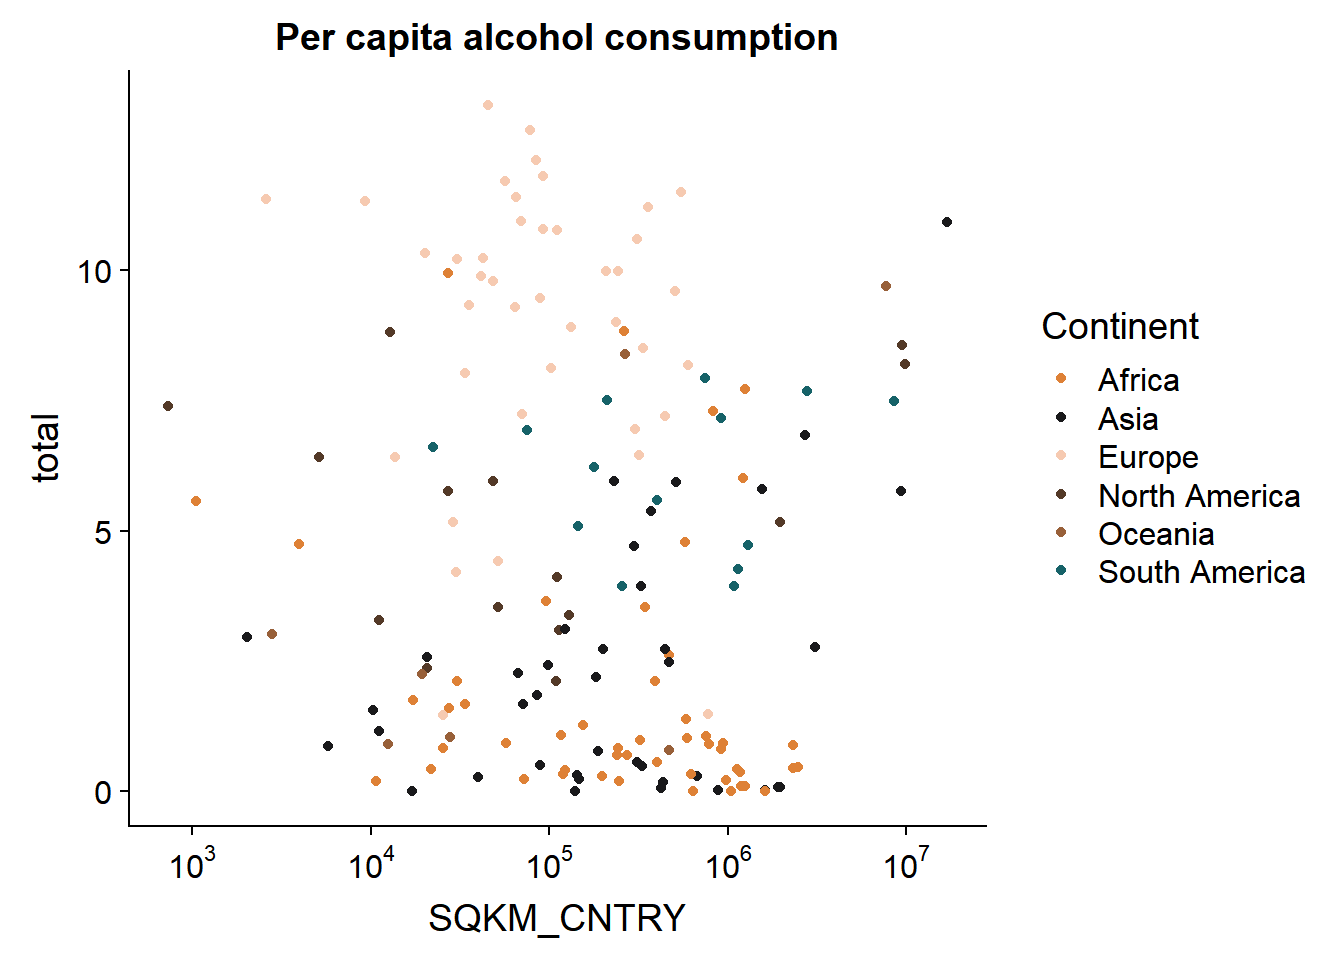 Per capita alcohol consumption
total
10
5
0
10³
10⁴
10⁵
10⁶
10⁷
SQKM_CNTRY
Continent
Africa
Asia
Europe
North America
Oceania
South America